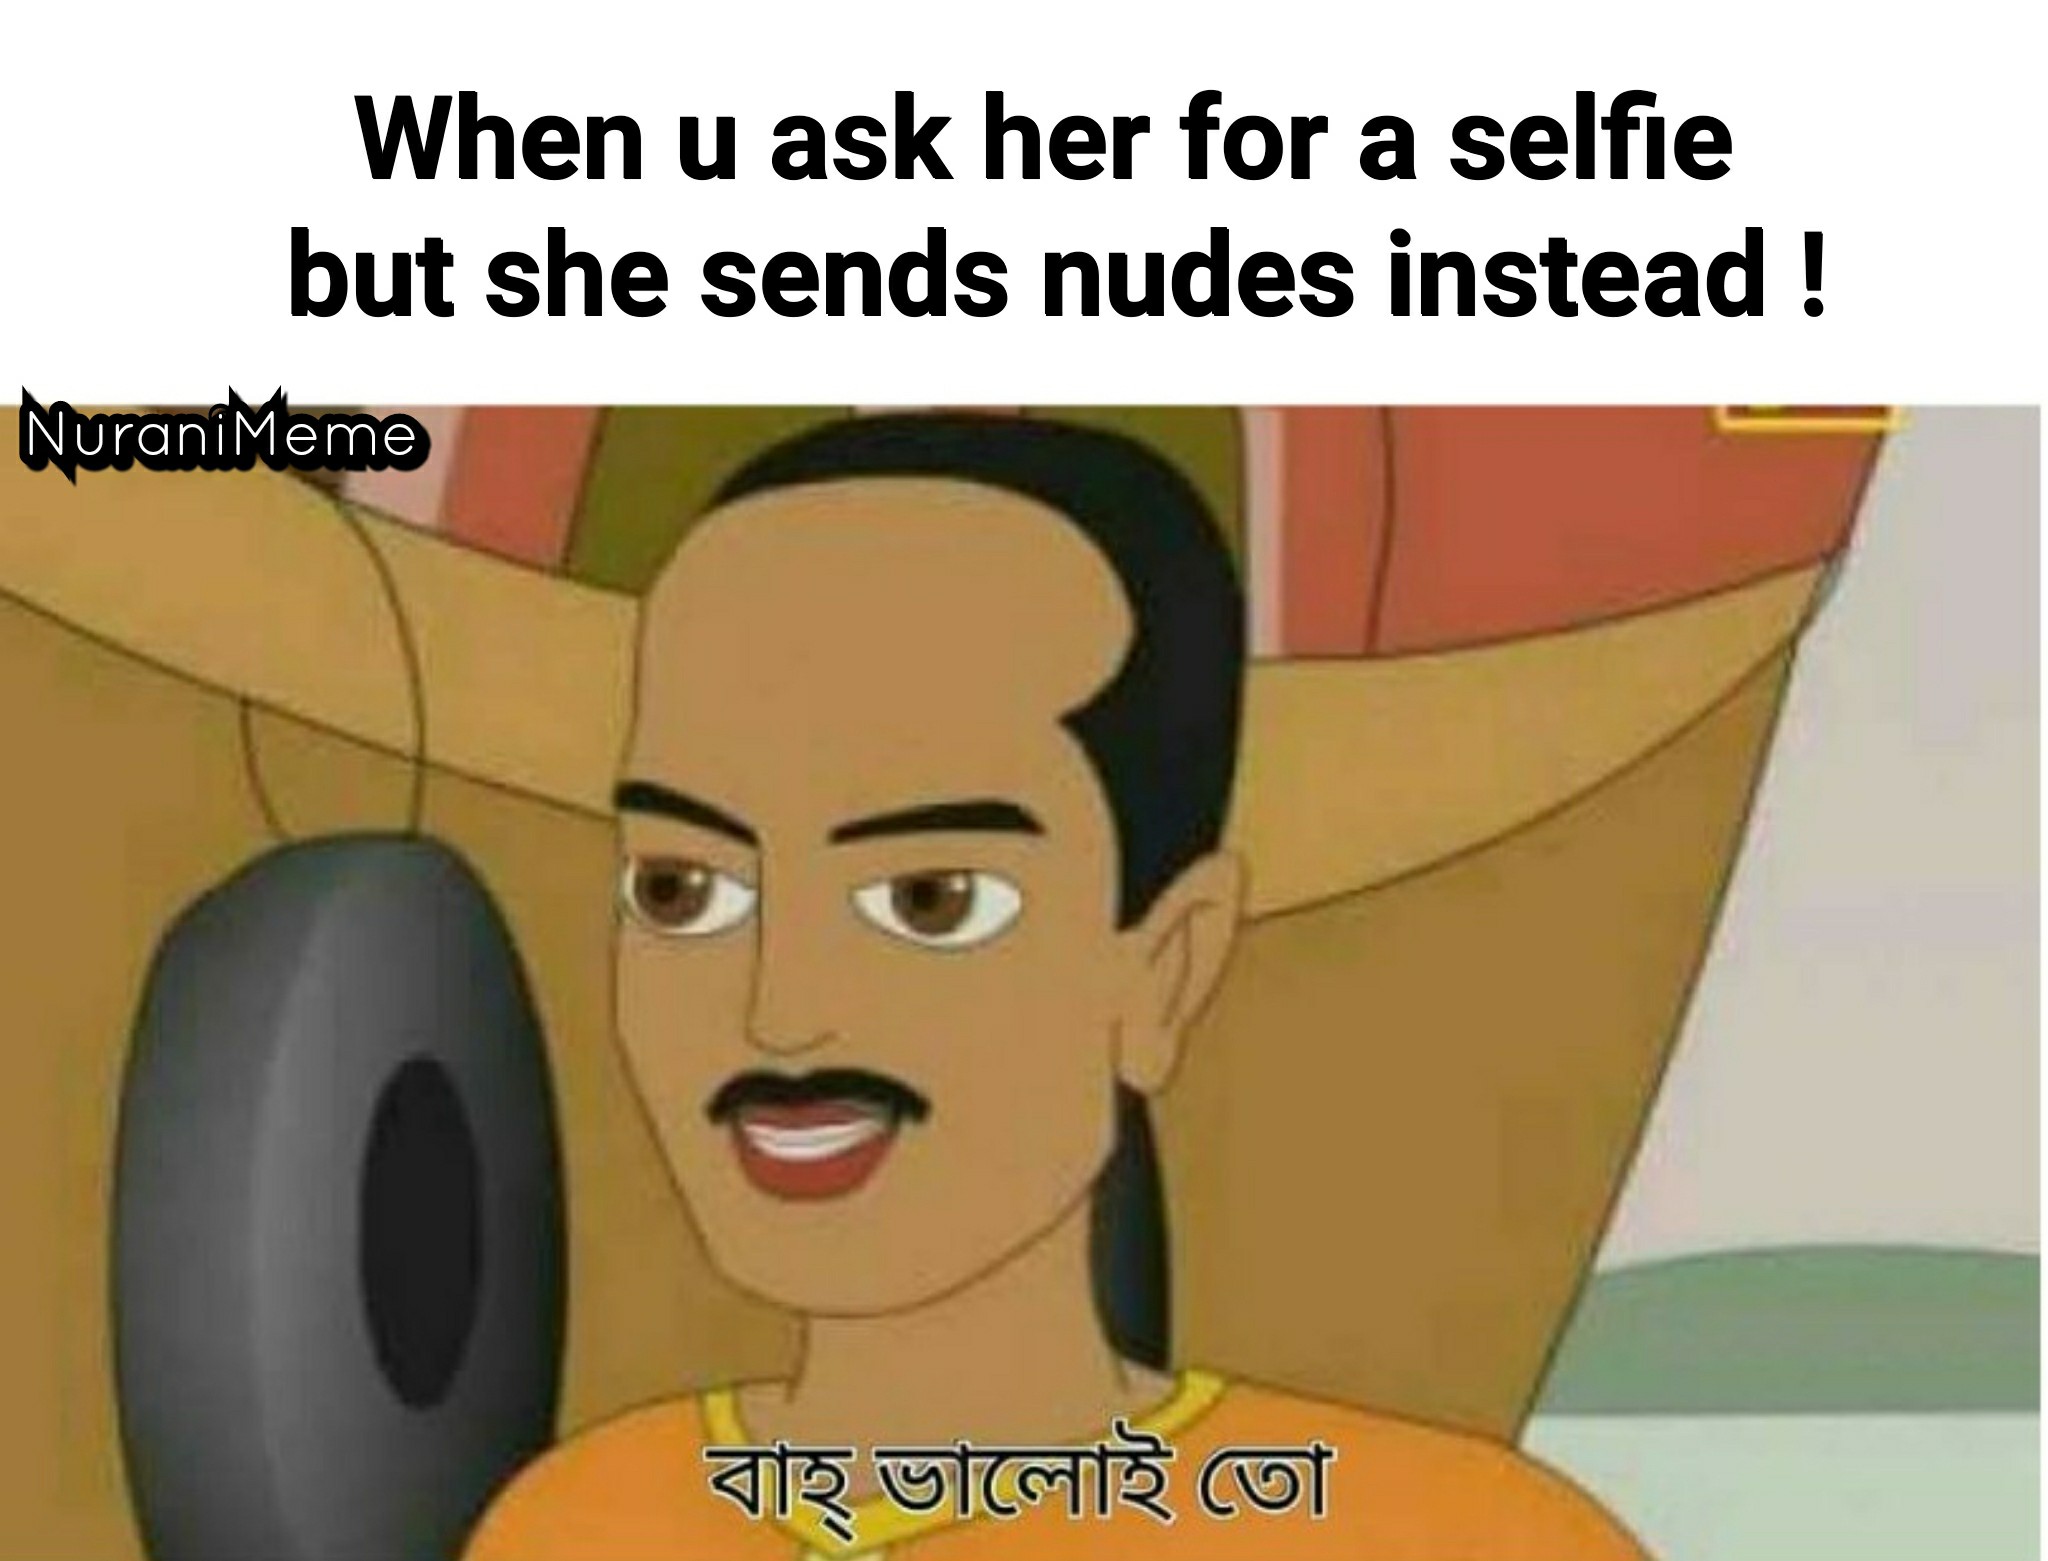 When u ask her for a selfie
but she sends nudes instead !
NuraniMeme
বাহ্ ভালোই তো